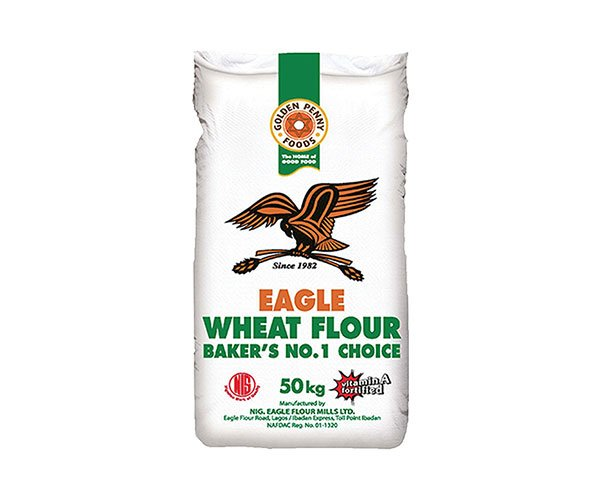 GOLDEN PENNY
FOODS
The HOME of
GOOD FOOD
Since 1982
EAGLE
WHEAT FLOUR
BAKER'S NO.1 CHOICE
NIS
50kg
vitamin A
fortified
Manufactured by
NIG. EAGLE FLOUR MILLS LTD.
Eagle Flour Road, Lagos / Ibadan Express, Toll Point Ibadan
NAFDAC Reg. No. 01-1320